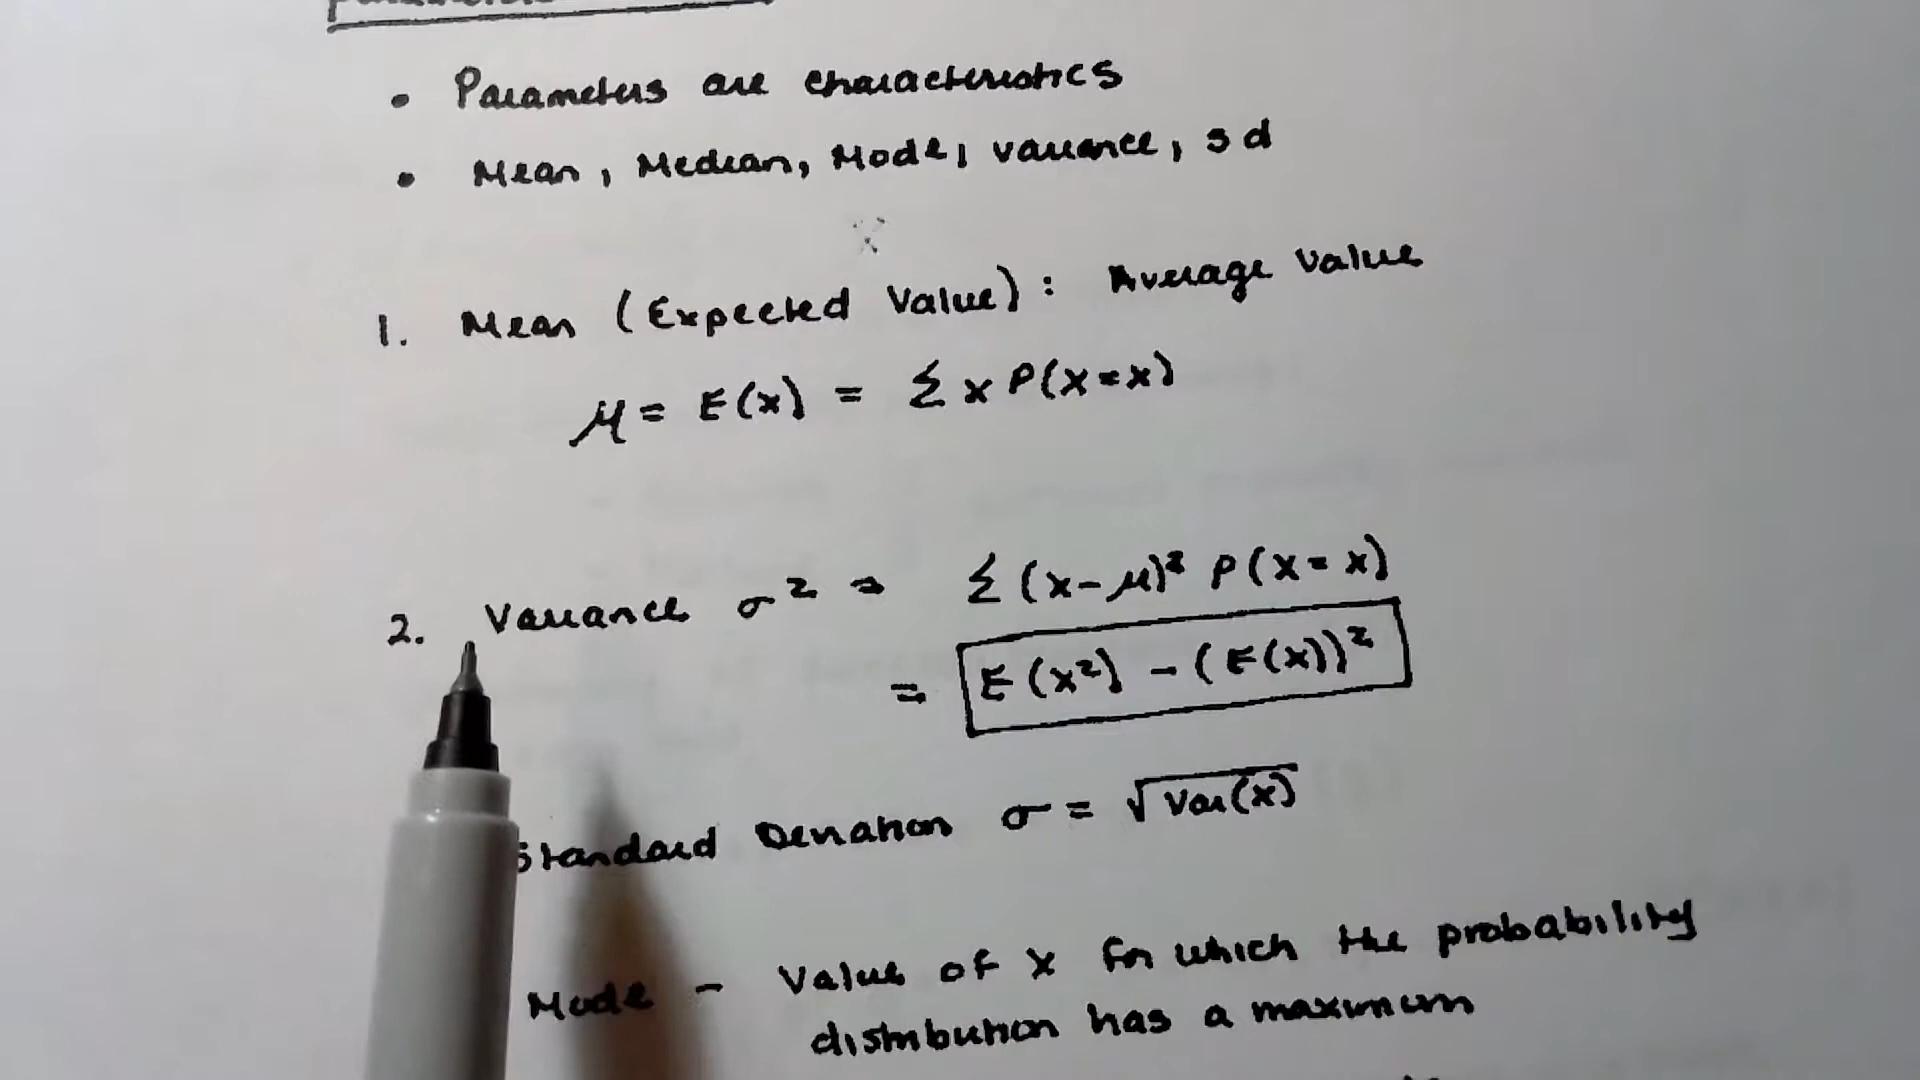 • Parameters are characteristics
• Mean, Median, Mode, variance, sd
1. Mean (Expected Value): Average Value
μ = E(x) = Σ x P(X=x)
2. Variance σ² = Σ (x-μ)² P(X=x)
= E(x²) - (E(x))²
Standard Deviation σ = √Var(x)
Mode - Value of x for which the probability
distribution has a maximum